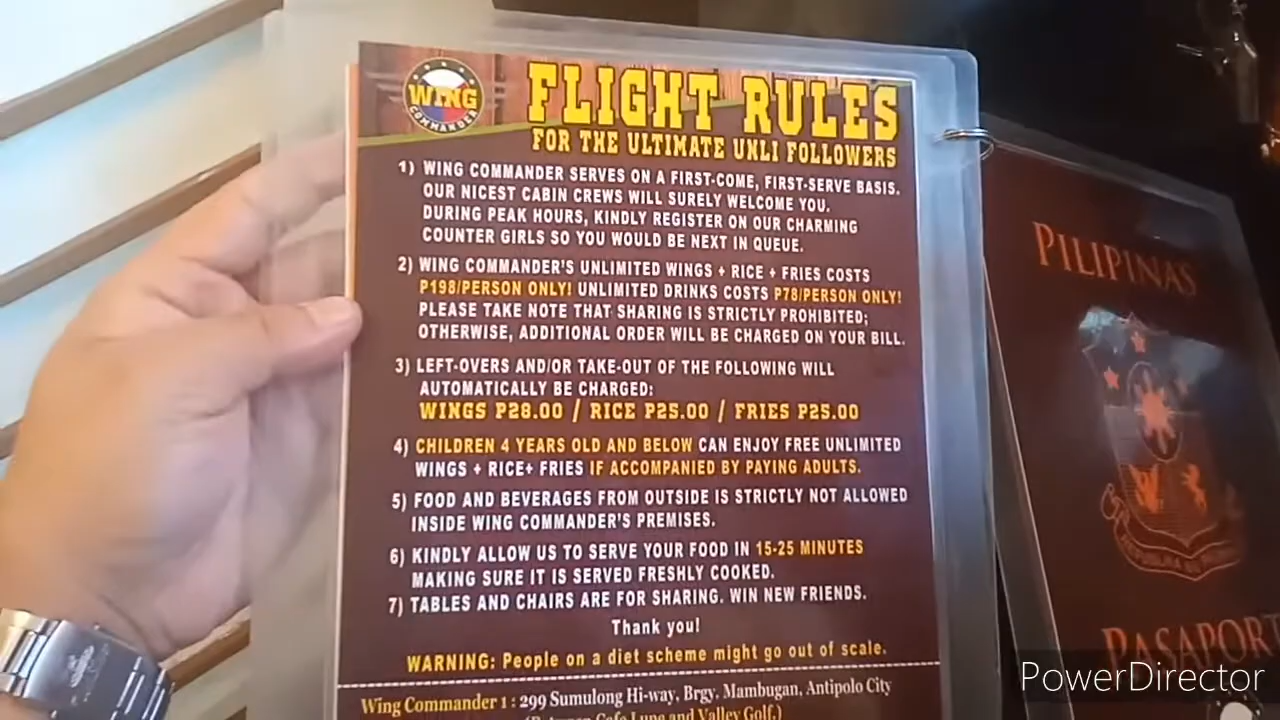 WING
COMMANDER
FLIGHT RULES
FOR THE ULTIMATE UNLI FOLLOWERS
1) WING COMMANDER SERVES ON A FIRST-COME, FIRST-SERVE BASIS.
OUR NICEST CABIN CREWS WILL SURELY WELCOME YOU.
DURING PEAK HOURS, KINDLY REGISTER ON OUR CHARMING
COUNTER GIRLS SO YOU WOULD BE NEXT IN QUEUE.
2) WING COMMANDER'S UNLIMITED WINGS + RICE + FRIES COSTS
P198/PERSON ONLY! UNLIMITED DRINKS COSTS P78/PERSON ONLY!
PLEASE TAKE NOTE THAT SHARING IS STRICTLY PROHIBITED;
OTHERWISE, ADDITIONAL ORDER WILL BE CHARGED ON YOUR BILL.
3) LEFT-OVERS AND/OR TAKE-OUT OF THE FOLLOWING WILL
AUTOMATICALLY BE CHARGED:
WINGS P28.00 / RICE P25.00 / FRIES P25.00
4) CHILDREN 4 YEARS OLD AND BELOW CAN ENJOY FREE UNLIMITED
WINGS + RICE+ FRIES IF ACCOMPANIED BY PAYING ADULTS.
5) FOOD AND BEVERAGES FROM OUTSIDE IS STRICTLY NOT ALLOWED
INSIDE WING COMMANDER'S PREMISES.
6) KINDLY ALLOW US TO SERVE YOUR FOOD IN 15-25 MINUTES
MAKING SURE IT IS SERVED FRESHLY COOKED.
7) TABLES AND CHAIRS ARE FOR SHARING. WIN NEW FRIENDS.
Thank you!
WARNING: People on a diet scheme might go out of scale.
Wing Commander 1 : 299 Sumulong Hi-way, Brgy. Mambugan, Antipolo City
(Between Cafe Lupe and Valley Golf.)
PILIPINAS
PASAPORT
PowerDirector